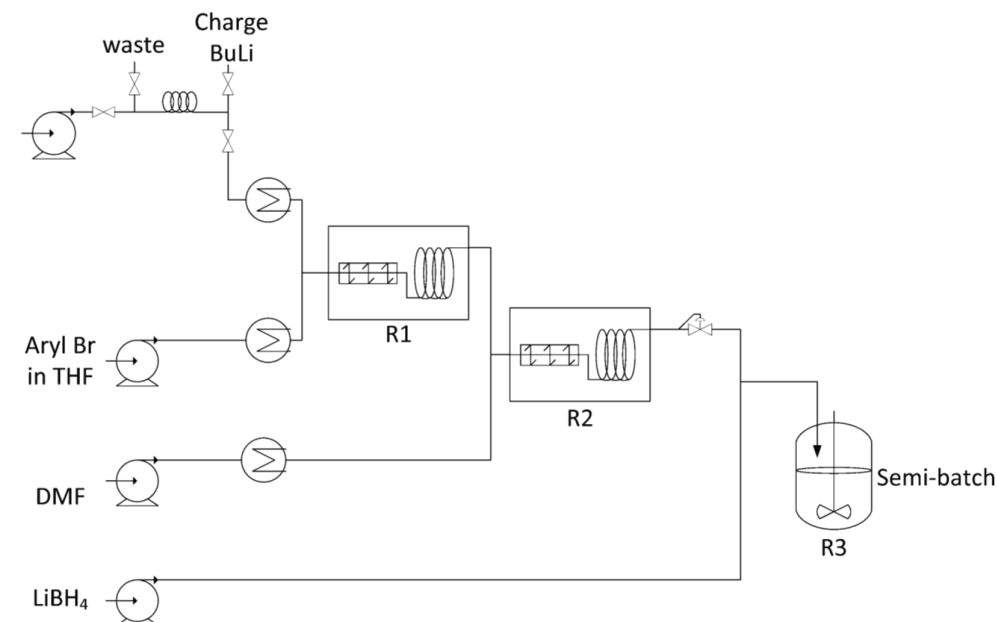 Charge
BuLi
waste
R1
Aryl Br
in THF
R2
DMF
Semi-batch
R3
LiBH₄